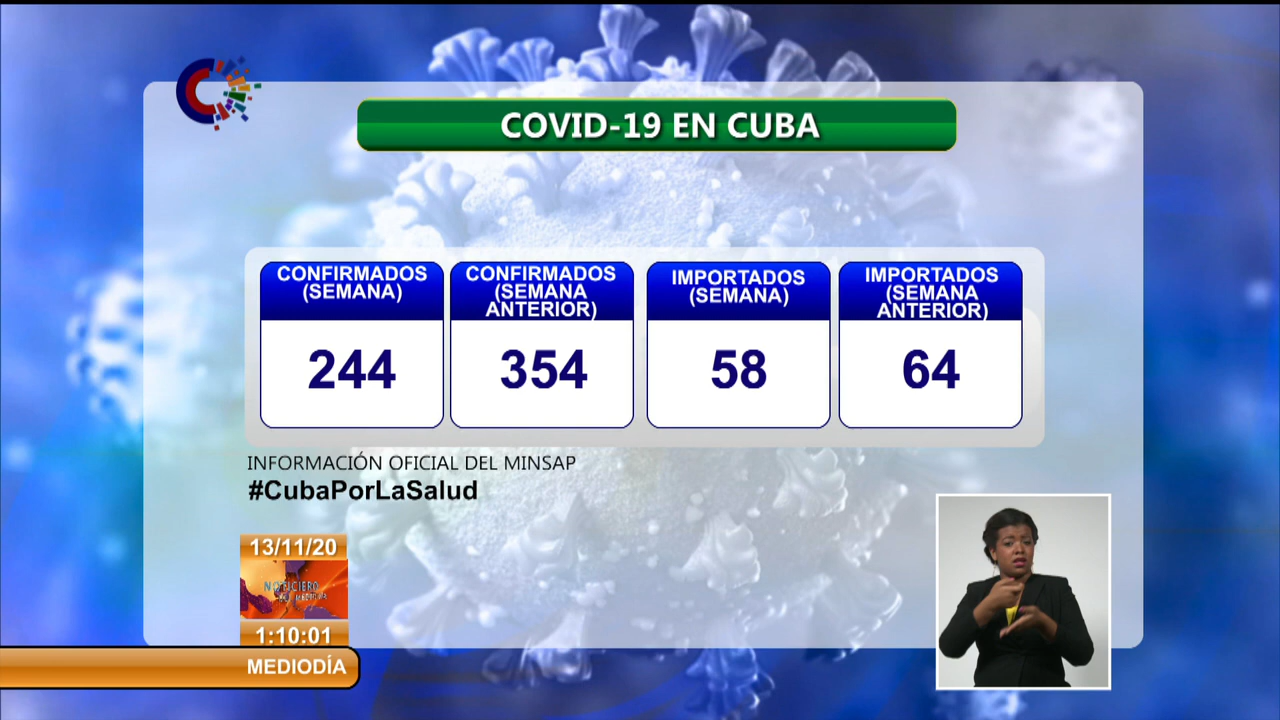 COVID-19 EN CUBA
CONFIRMADOS
(SEMANA)
244
CONFIRMADOS
(SEMANA
ANTERIOR)
354
IMPORTADOS
(SEMANA)
58
IMPORTADOS
(SEMANA
ANTERIOR)
64
INFORMACIÓN OFICIAL DEL MINSAP
#CubaPorLaSalud
13/11/20
NOTICIERO
1:10:01
MEDIODÍA